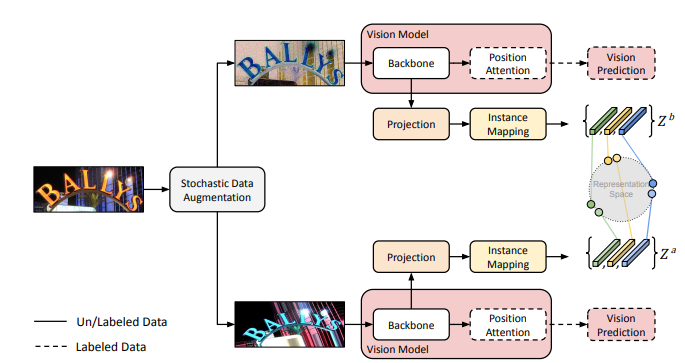 BALLYS
Vision Model
Backbone
Position
Attention
Vision
Prediction
Projection
Instance
Mapping
{ , , } Z^b
BALLYS
Stochastic Data
Augmentation
Representation
Space
Projection
Instance
Mapping
{ , , } Z^a
BALLYS
Backbone
Position
Attention
Vision
Prediction
Vision Model
Un/Labeled Data
Labeled Data